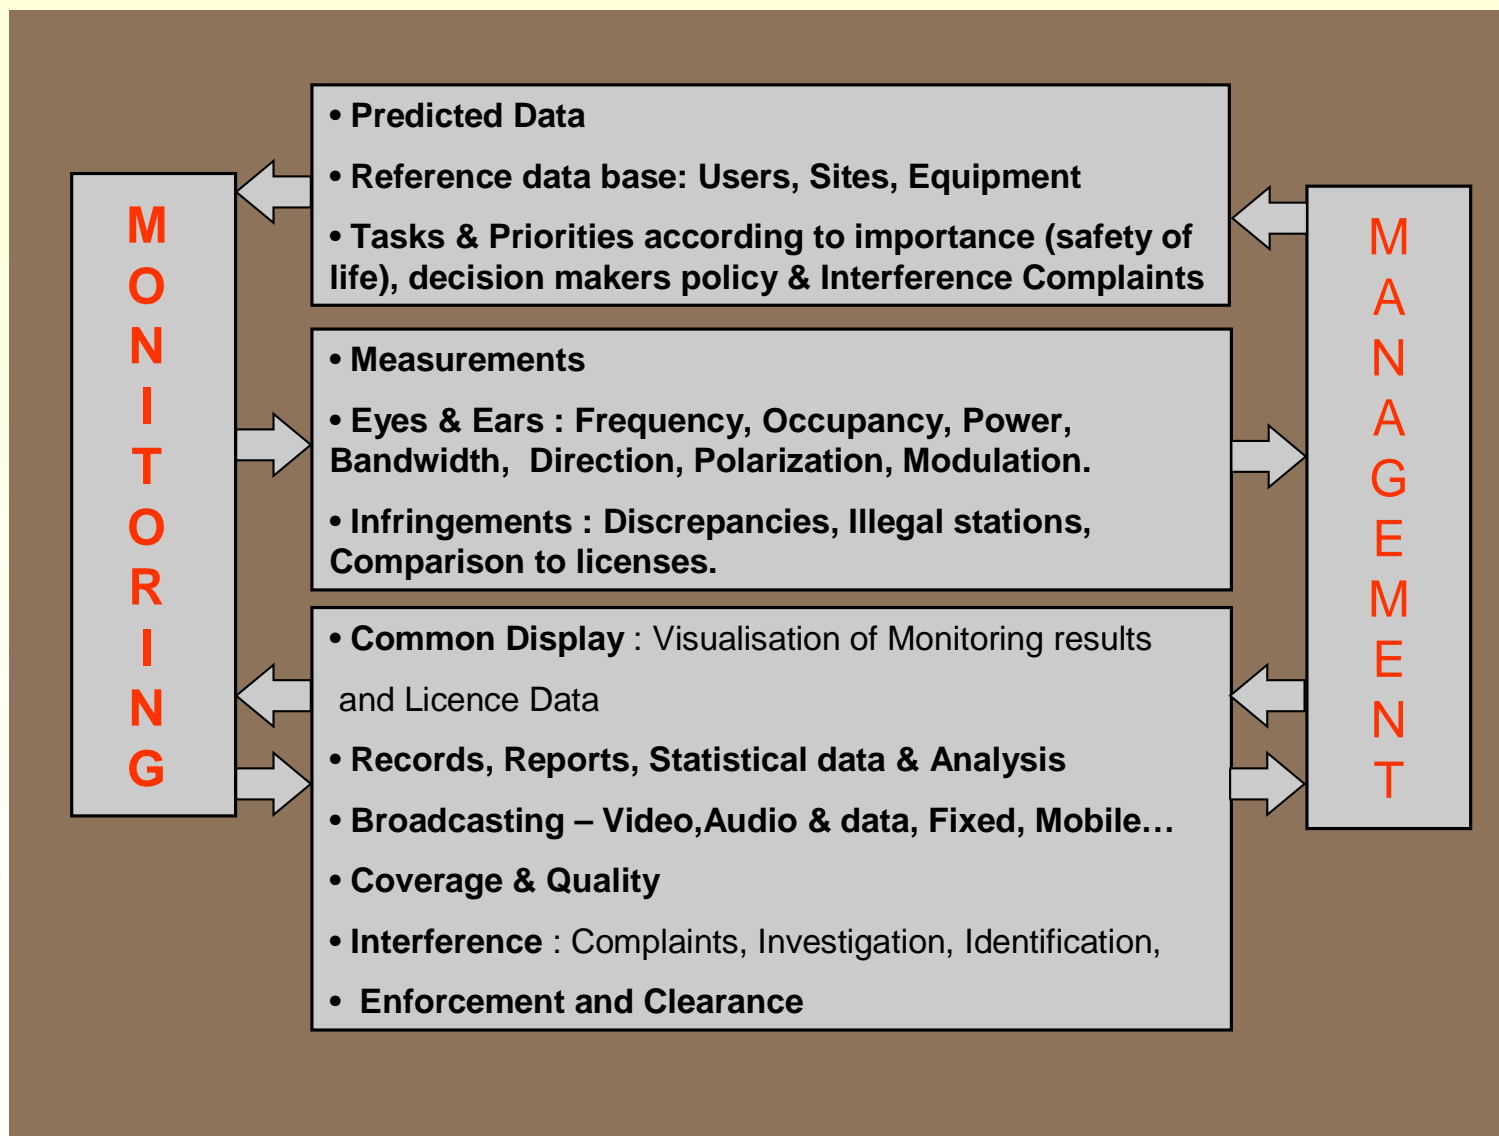 MONITORING
• Predicted Data
• Reference data base: Users, Sites, Equipment
• Tasks & Priorities according to importance (safety of
life), decision makers policy & Interference Complaints
• Measurements
• Eyes & Ears : Frequency, Occupancy, Power,
Bandwidth,  Direction, Polarization, Modulation.
• Infringements : Discrepancies, Illegal stations,
Comparison to licenses.
• Common Display : Visualisation of Monitoring results
and Licence Data
• Records, Reports, Statistical data & Analysis
• Broadcasting – Video,Audio & data, Fixed, Mobile…
• Coverage & Quality
• Interference : Complaints, Investigation, Identification,
•  Enforcement and Clearance
MANAGEMENT